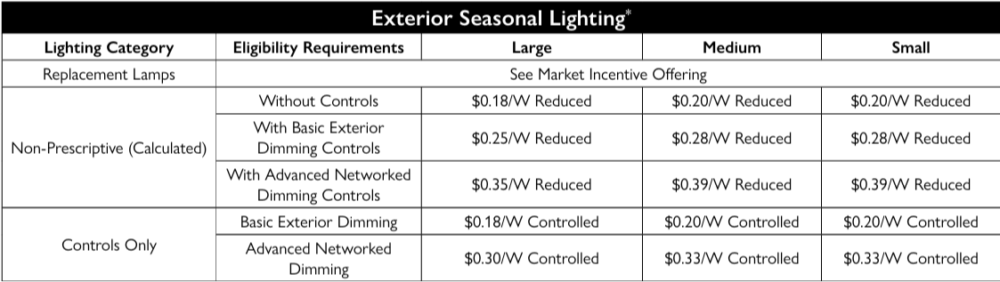 Exterior Seasonal Lighting*
Lighting Category Eligibility Requirements Large Medium Small
Replacement Lamps See Market Incentive Offering
Non-Prescriptive (Calculated)
Without Controls $0.18/W Reduced $0.20/W Reduced $0.20/W Reduced
With Basic Exterior
Dimming Controls
$0.25/W Reduced $0.28/W Reduced $0.28/W Reduced
With Advanced Networked
Dimming Controls
$0.35/W Reduced $0.39/W Reduced $0.39/W Reduced
Controls Only
Basic Exterior Dimming $0.18/W Controlled $0.20/W Controlled $0.20/W Controlled
Advanced Networked
Dimming
$0.30/W Controlled $0.33/W Controlled $0.33/W Controlled